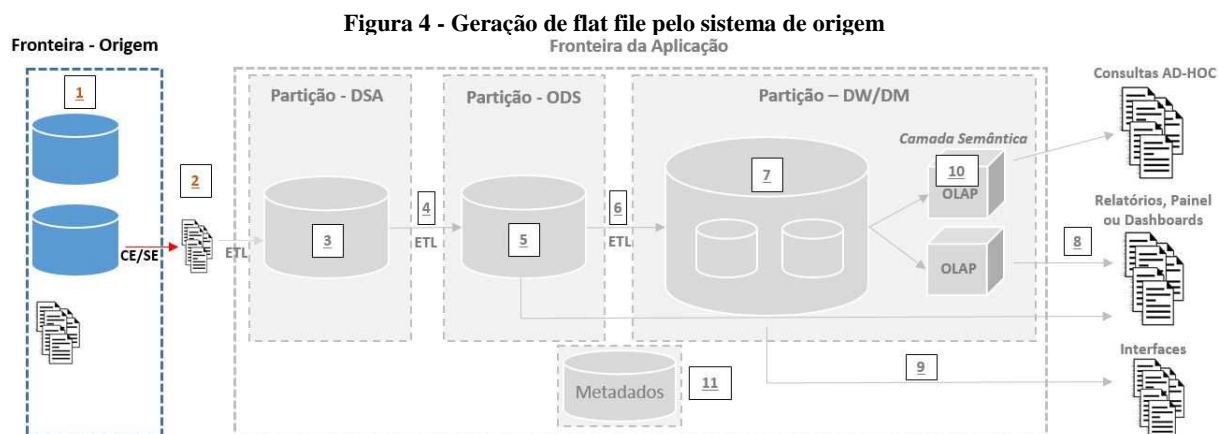 Figura 4 - Geração de flat file pelo sistema de origem
Fronteira - Origem
Fronteira da Aplicação
1
2
CE/SE
ETL
Partição - DSA
3
4
ETL
Partição - ODS
5
6
ETL
Partição – DW/DM
7
Camada Semântica
10
OLAP
OLAP
Metadados
11
8
9
Consultas AD-HOC
Relatórios, Painel
ou Dashboards
Interfaces